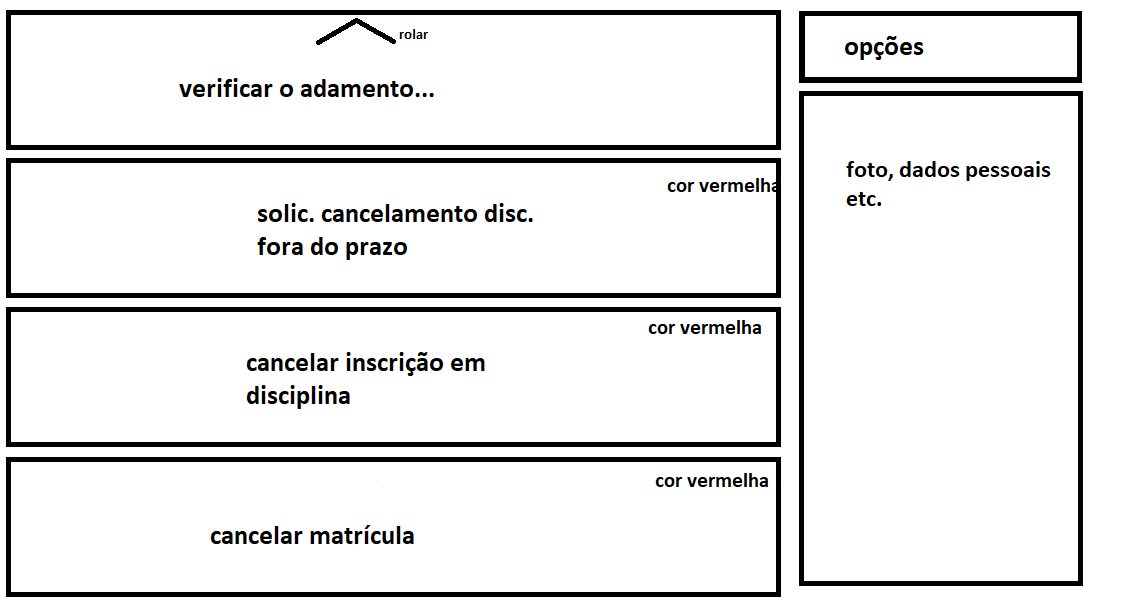 rolar
verificar o adamento...
cor vermelha
solic. cancelamento disc.
fora do prazo
cor vermelha
cancelar inscrição em
disciplina
cor vermelha
cancelar matrícula
opções
foto, dados pessoais
etc.